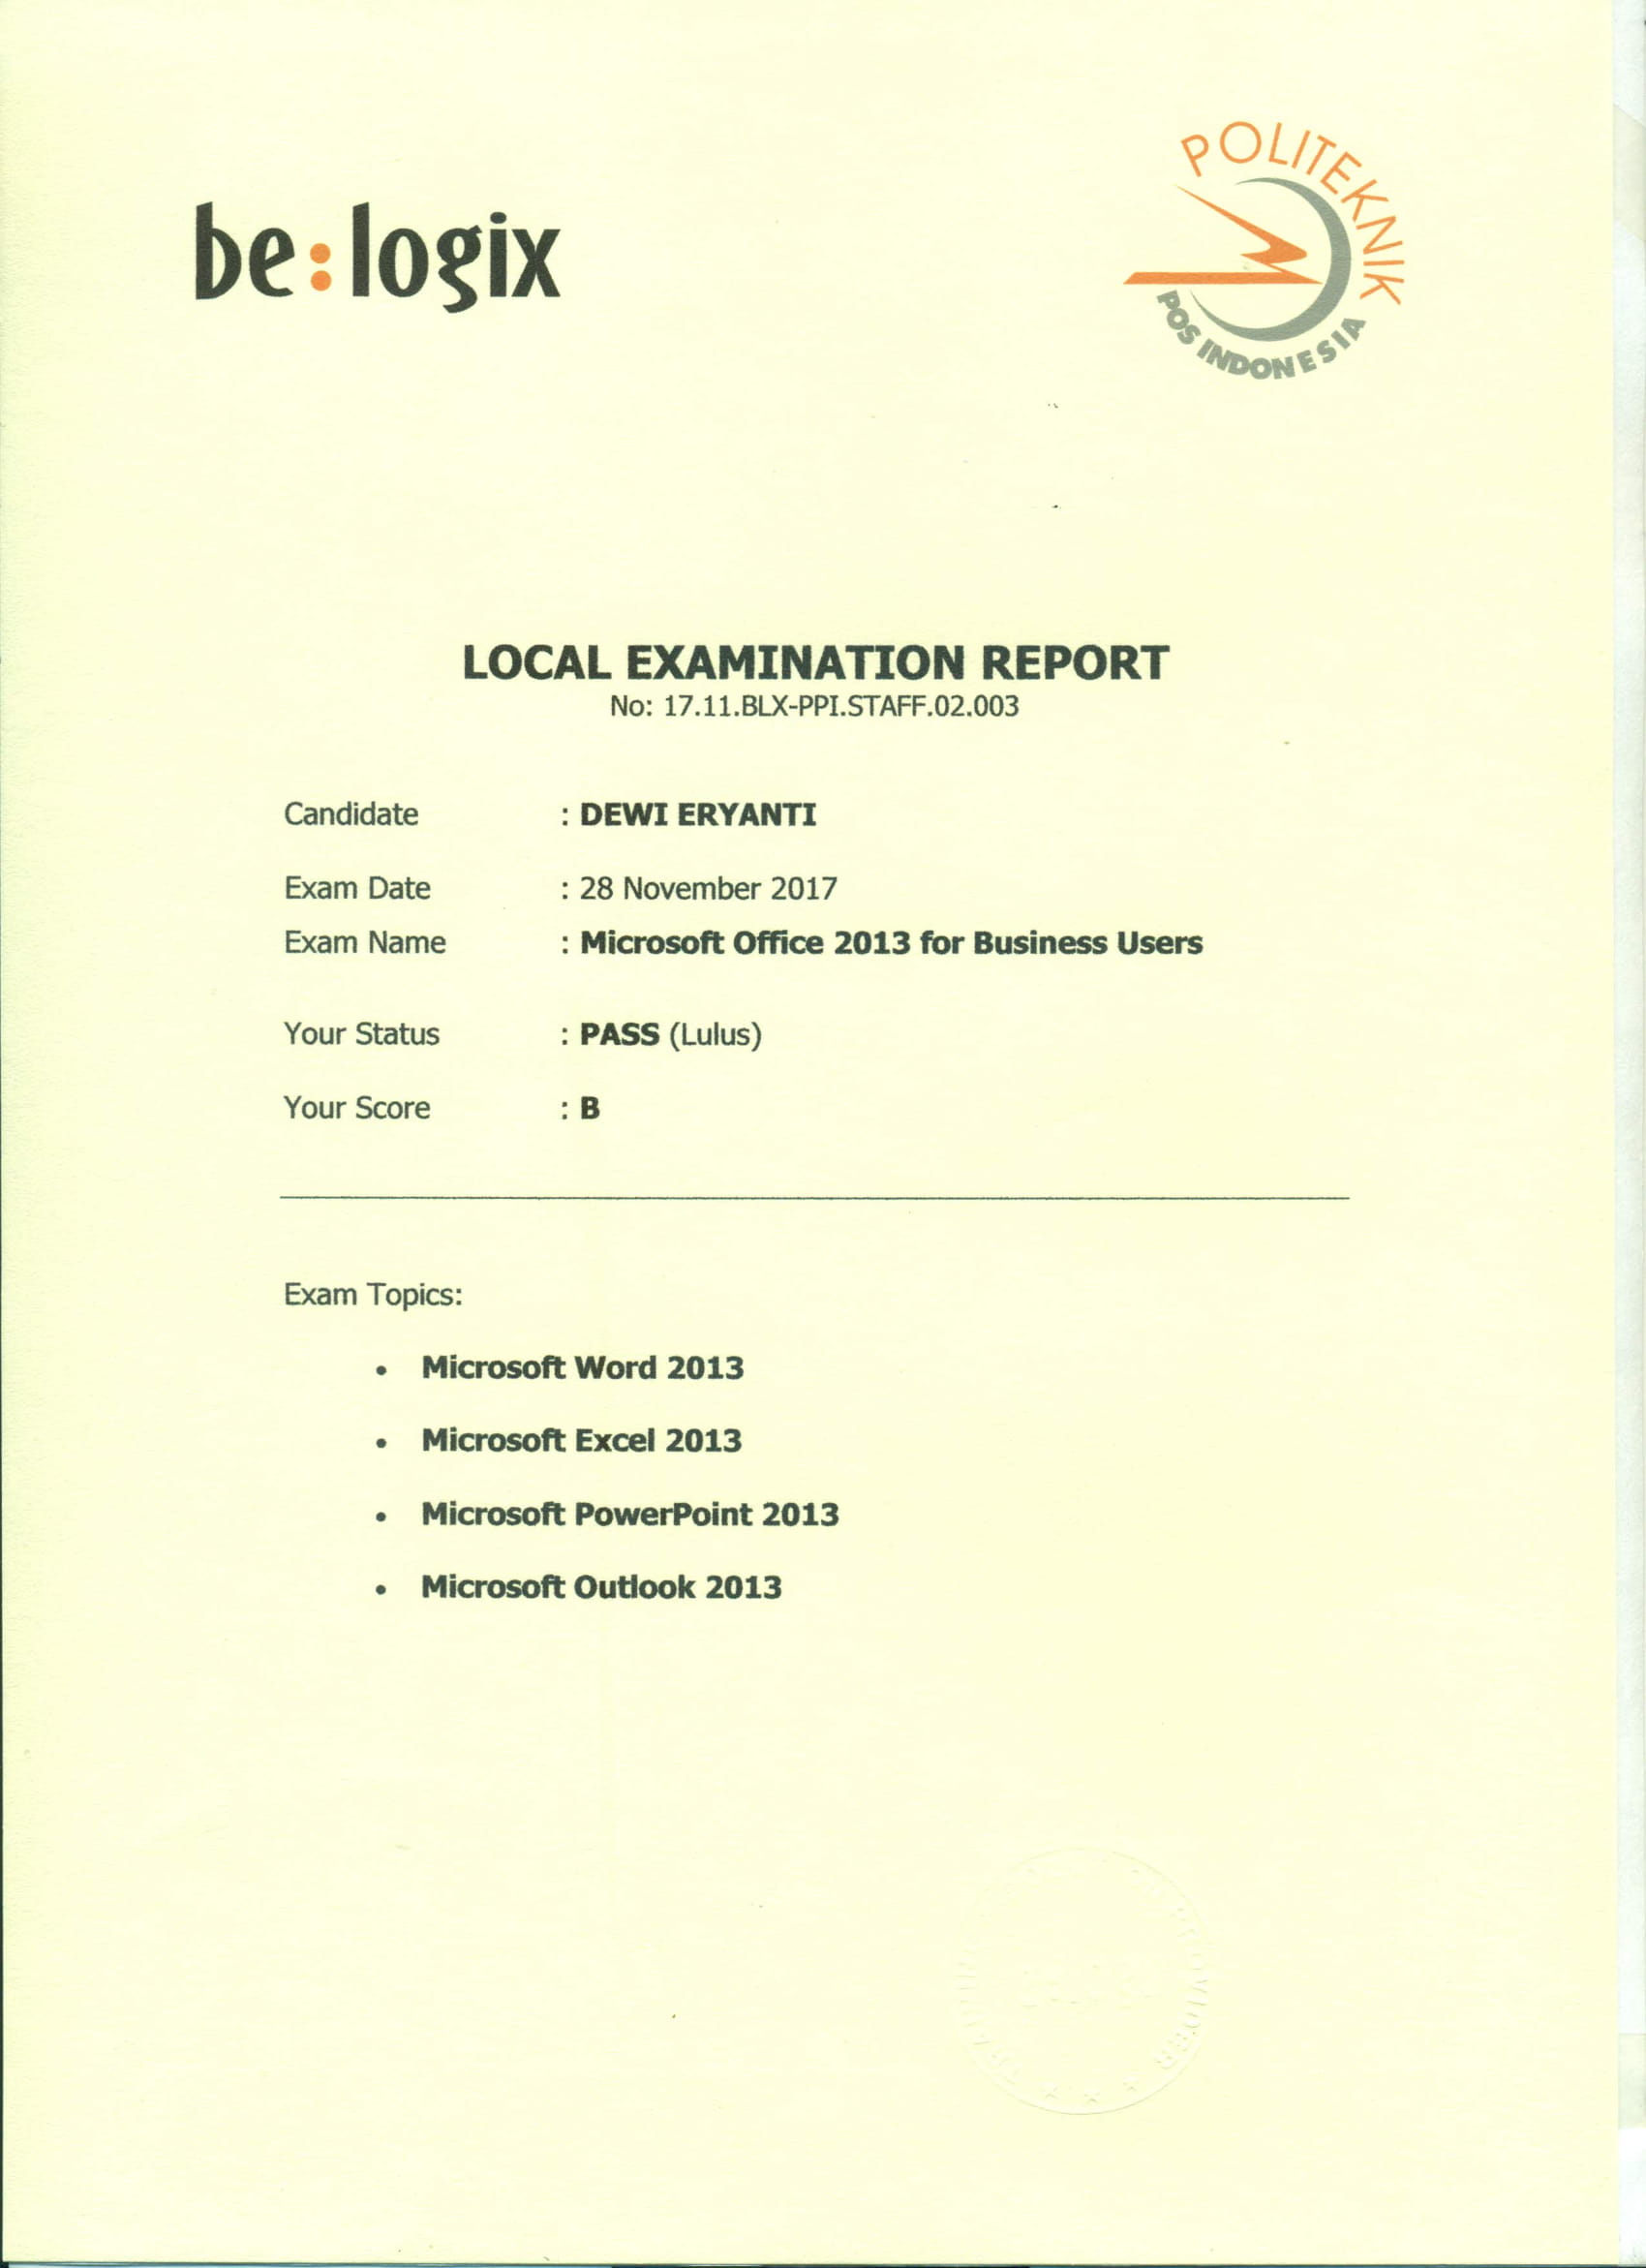 be:logix
POLITEKNIK
POS INDONESIA
LOCAL EXAMINATION REPORT
No: 17.11.BLX-PPI.STAFF.02.003
Candidate : DEWI ERYANTI
Exam Date : 28 November 2017
Exam Name : Microsoft Office 2013 for Business Users
Your Status : PASS (Lulus)
Your Score : B
Exam Topics:
• Microsoft Word 2013
• Microsoft Excel 2013
• Microsoft PowerPoint 2013
• Microsoft Outlook 2013